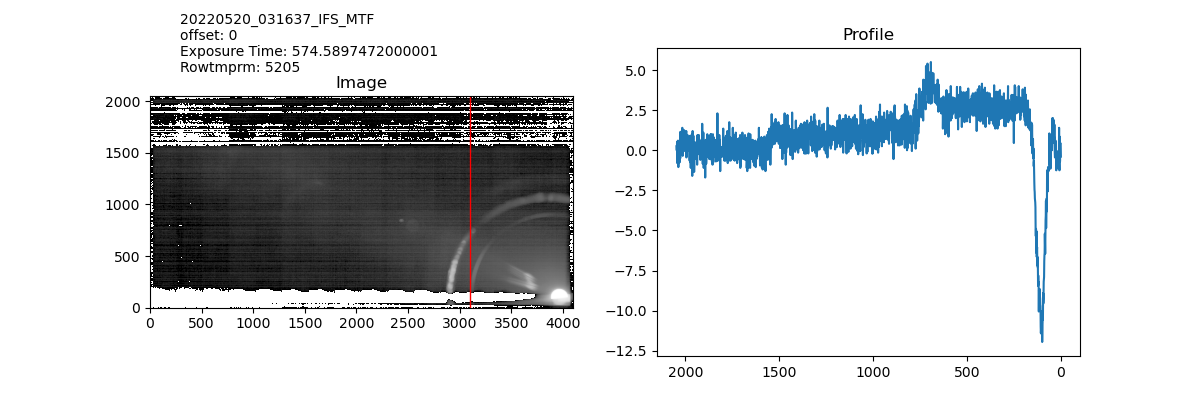 20220520_031637_IFS_MTF
offset: 0
Exposure Time: 574.5897472000001
Rowtmprm: 5205
Image
2000
1500
1000
500
0
0 500 1000 1500 2000 2500 3000 3500 4000
Profile
5.0
2.5
0.0
−2.5
−5.0
−7.5
−10.0
−12.5
2000 1500 1000 500 0